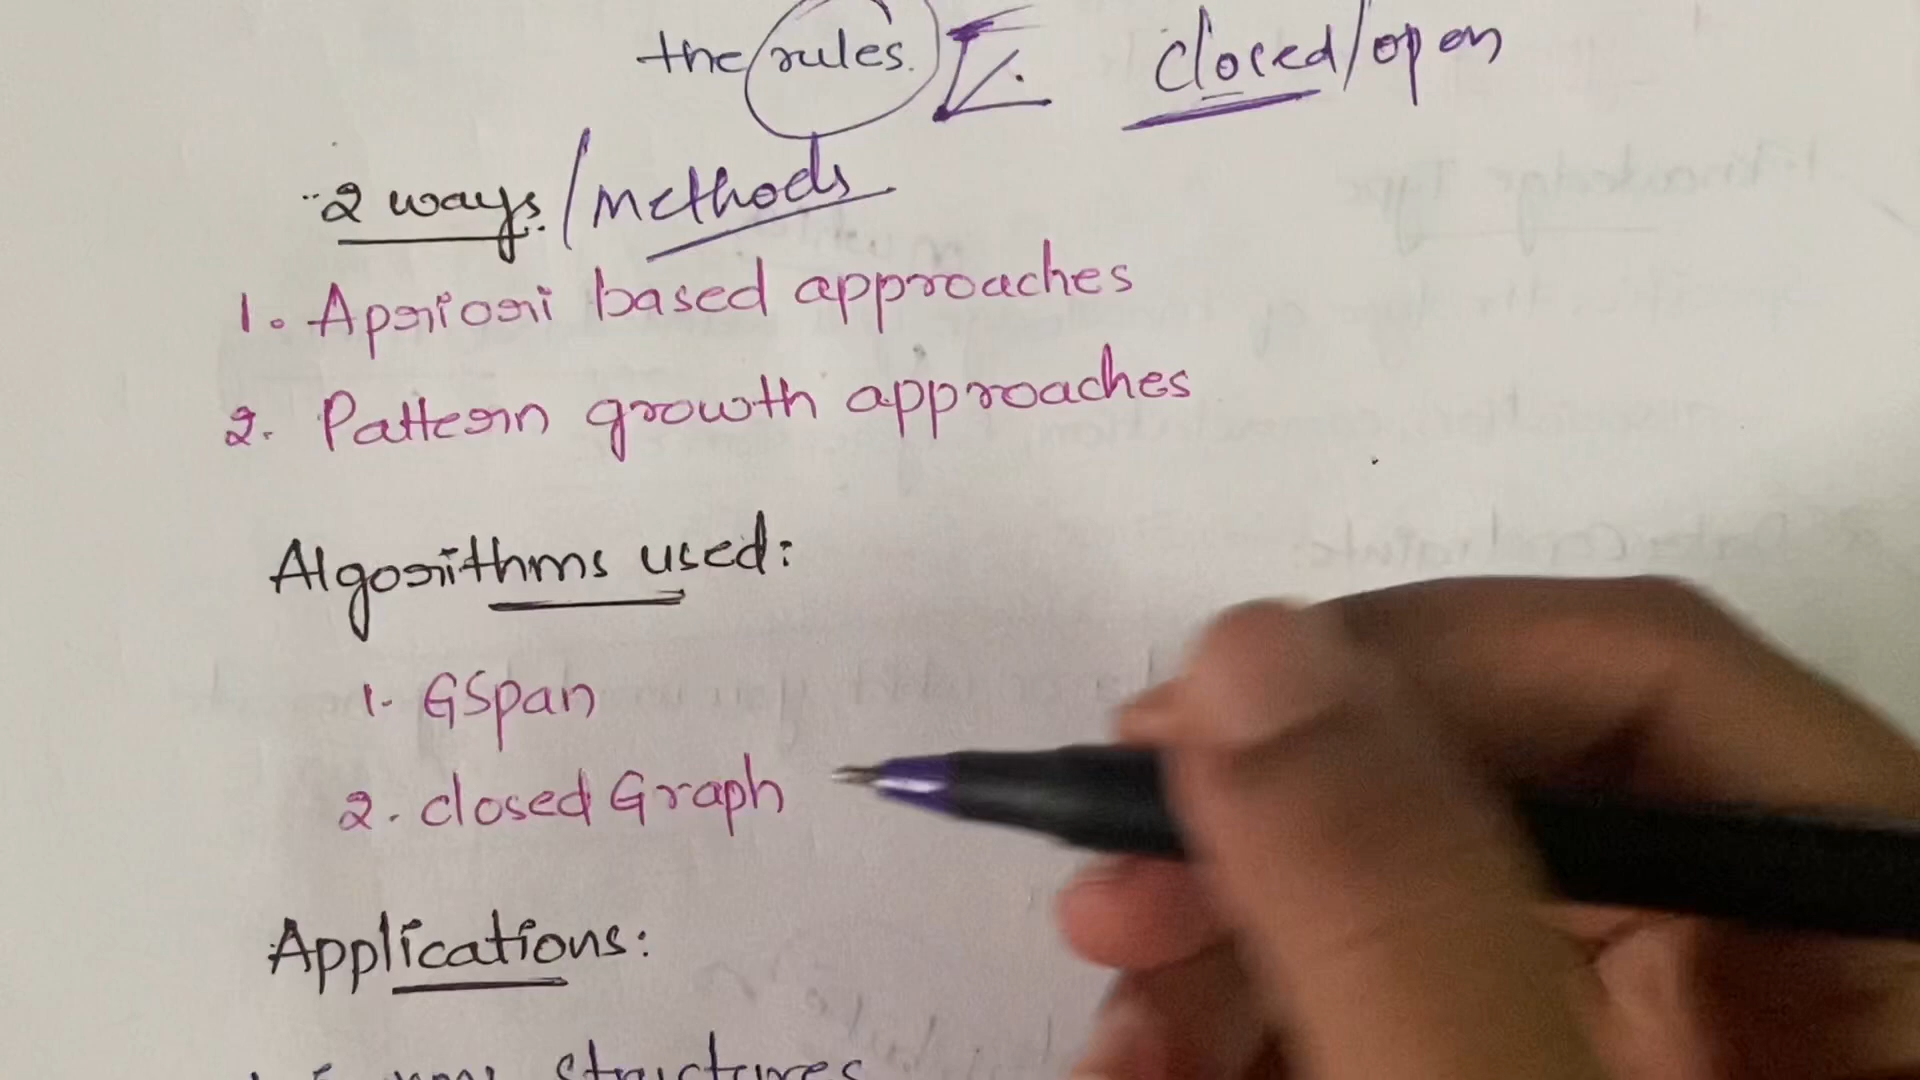 the rules. closed/open
2 ways/methods
1. Apriori based approaches
2. Pattern growth approaches
Algorithms used:
1. GSpan
2. closed Graph
Applications:
structures